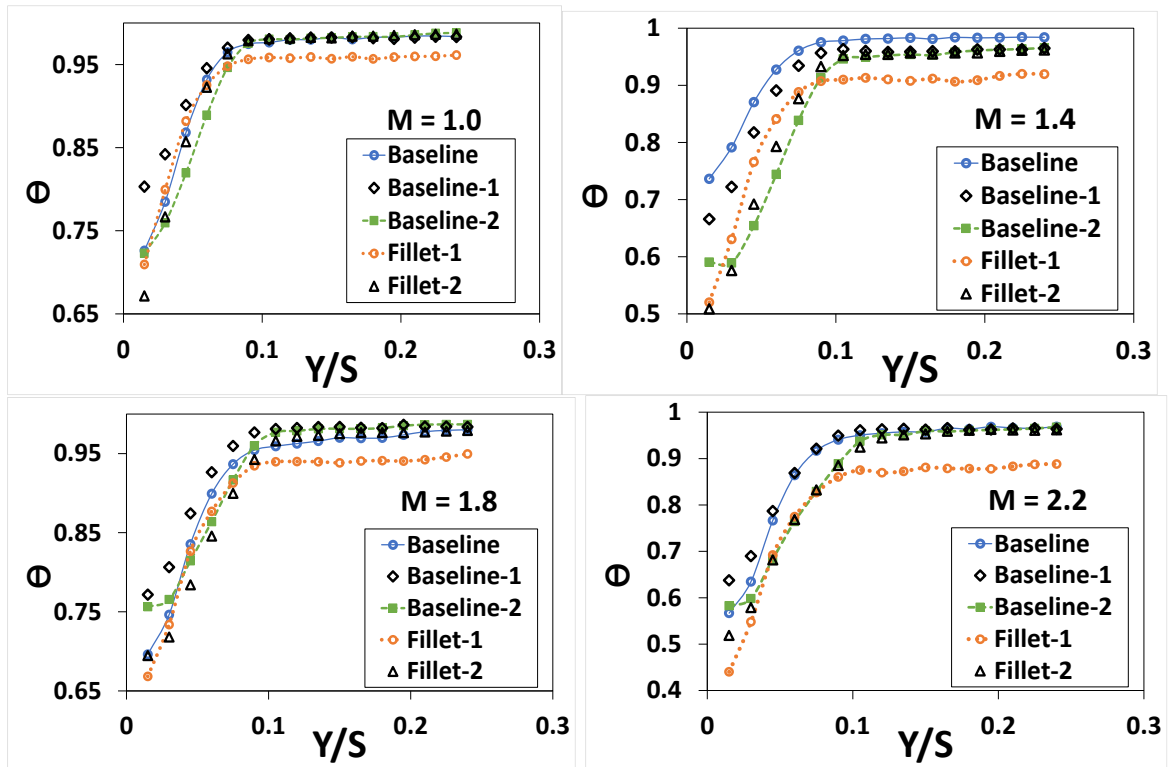 0.95
0.85
0.75
0.65
Θ
M = 1.0
Baseline
Baseline-1
Baseline-2
Fillet-1
Fillet-2
0
0.1
0.2
0.3
Y/S
1
0.9
0.8
0.7
0.6
0.5
Θ
M = 1.4
Baseline
Baseline-1
Baseline-2
Fillet-1
Fillet-2
0
0.1
0.2
0.3
Y/S
0.95
0.85
0.75
0.65
Θ
M = 1.8
Baseline
Baseline-1
Baseline-2
Fillet-1
Fillet-2
0
0.1
0.2
0.3
Y/S
1
0.9
0.8
0.7
0.6
0.5
0.4
Θ
M = 2.2
Baseline
Baseline-1
Baseline-2
Fillet-1
Fillet-2
0
0.1
0.2
0.3
Y/S